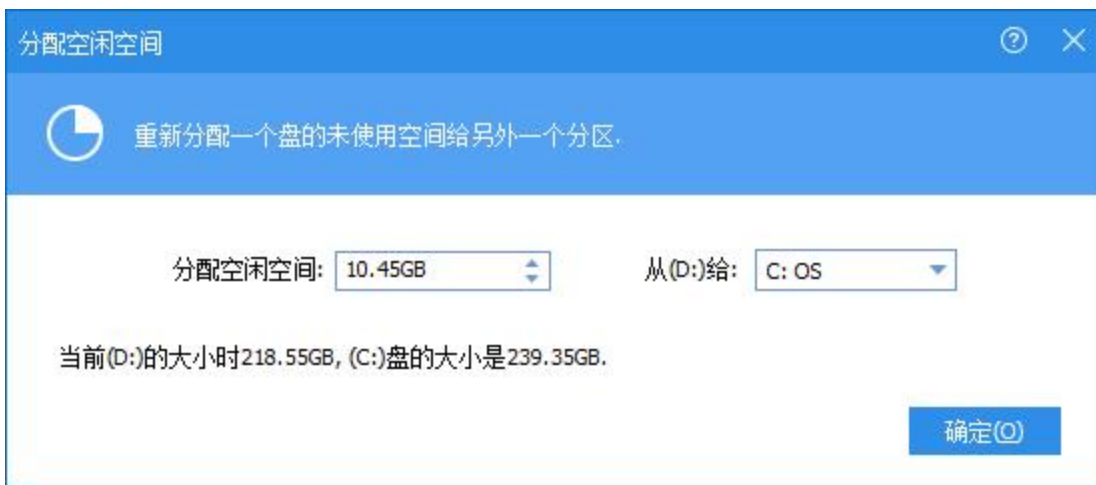 分配空闲空间
重新分配一个盘的未使用空间给另外一个分区.
分配空闲空间: 10.45GB 从(D:)给: C: OS
当前(D:)的大小时218.55GB, (C:)盘的大小是239.35GB.
确定(O)